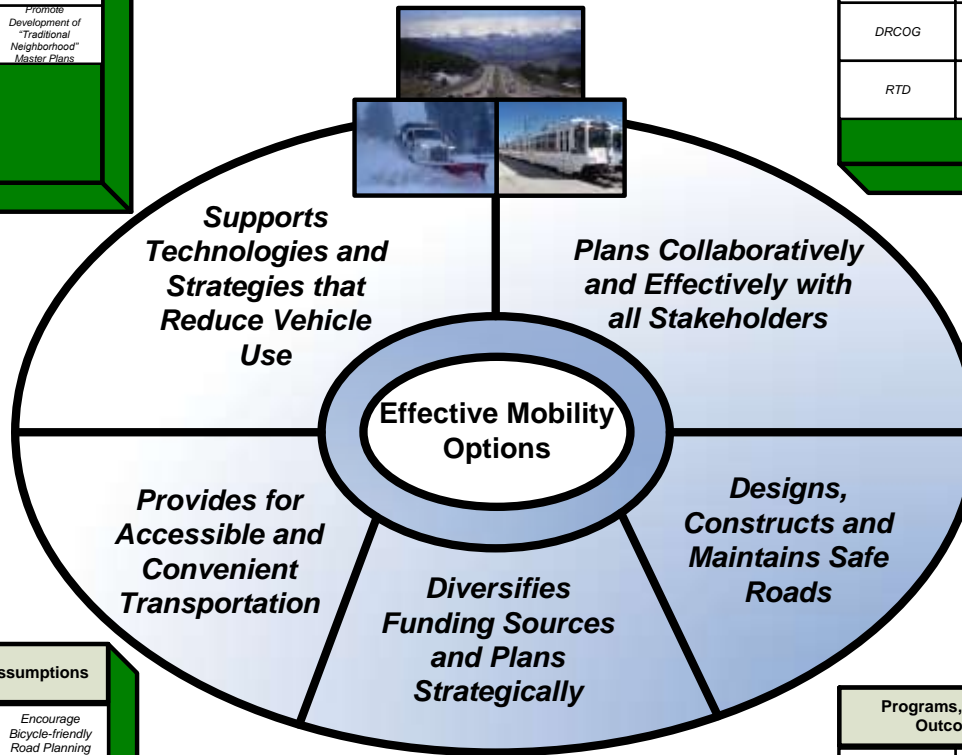 Promote
Development of
“Traditional
Neighborhood”
Master Plans
DRCOG
RTD
Supports
Technologies and
Strategies that
Reduce Vehicle
Use
Plans Collaboratively
and Effectively with
all Stakeholders
Effective Mobility
Options
Provides for
Accessible and
Convenient
Transportation
Diversifies
Funding Sources
and Plans
Strategically
Designs,
Constructs and
Maintains Safe
Roads
ssumptions
Encourage
Bicycle-friendly
Road Planning
Programs,
Outco